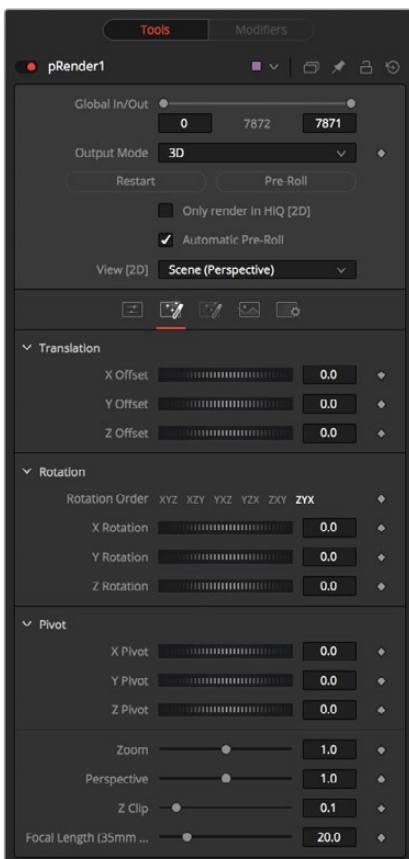 Tools Modifiers
pRender1
Global In/Out
0 7872 7871
Output Mode 3D
Restart Pre-Roll
Only render in HiQ [2D]
Automatic Pre-Roll
View [2D] Scene (Perspective)
Translation
X Offset 0.0
Y Offset 0.0
Z Offset 0.0
Rotation
Rotation Order XYZ XZY YXZ YZX ZXY ZYX
X Rotation 0.0
Y Rotation 0.0
Z Rotation 0.0
Pivot
X Pivot 0.0
Y Pivot 0.0
Z Pivot 0.0
Zoom 1.0
Perspective 1.0
Z Clip 0.1
Focal Length (35mm ... 20.0